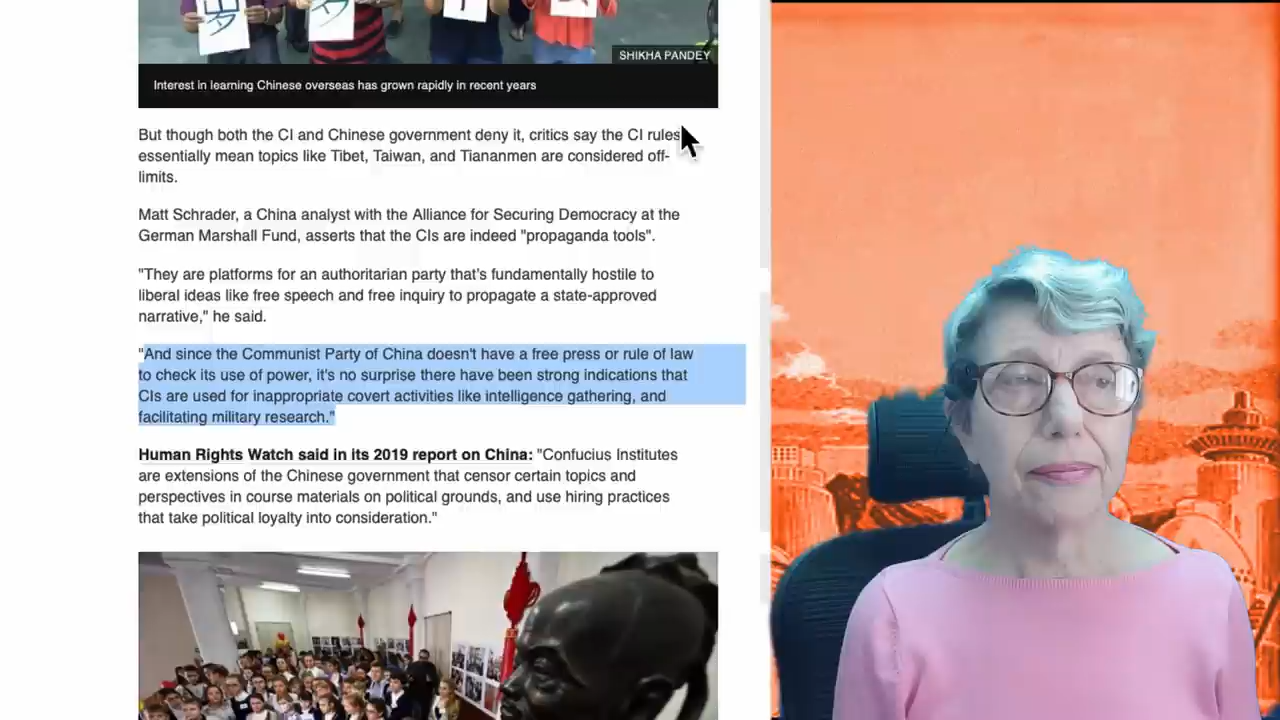 SHIKHA PANDEY
Interest in learning Chinese overseas has grown rapidly in recent years
But though both the CI and Chinese government deny it, critics say the CI rules
essentially mean topics like Tibet, Taiwan, and Tiananmen are considered off-
limits.
Matt Schrader, a China analyst with the Alliance for Securing Democracy at the
German Marshall Fund, asserts that the CIs are indeed "propaganda tools".
"They are platforms for an authoritarian party that's fundamentally hostile to
liberal ideas like free speech and free inquiry to propagate a state-approved
narrative," he said.
"And since the Communist Party of China doesn't have a free press or rule of law
to check its use of power, it's no surprise there have been strong indications that
CIs are used for inappropriate covert activities like intelligence gathering, and
facilitating military research."
Human Rights Watch said in its 2019 report on China: "Confucius Institutes
are extensions of the Chinese government that censor certain topics and
perspectives in course materials on political grounds, and use hiring practices
that take political loyalty into consideration."